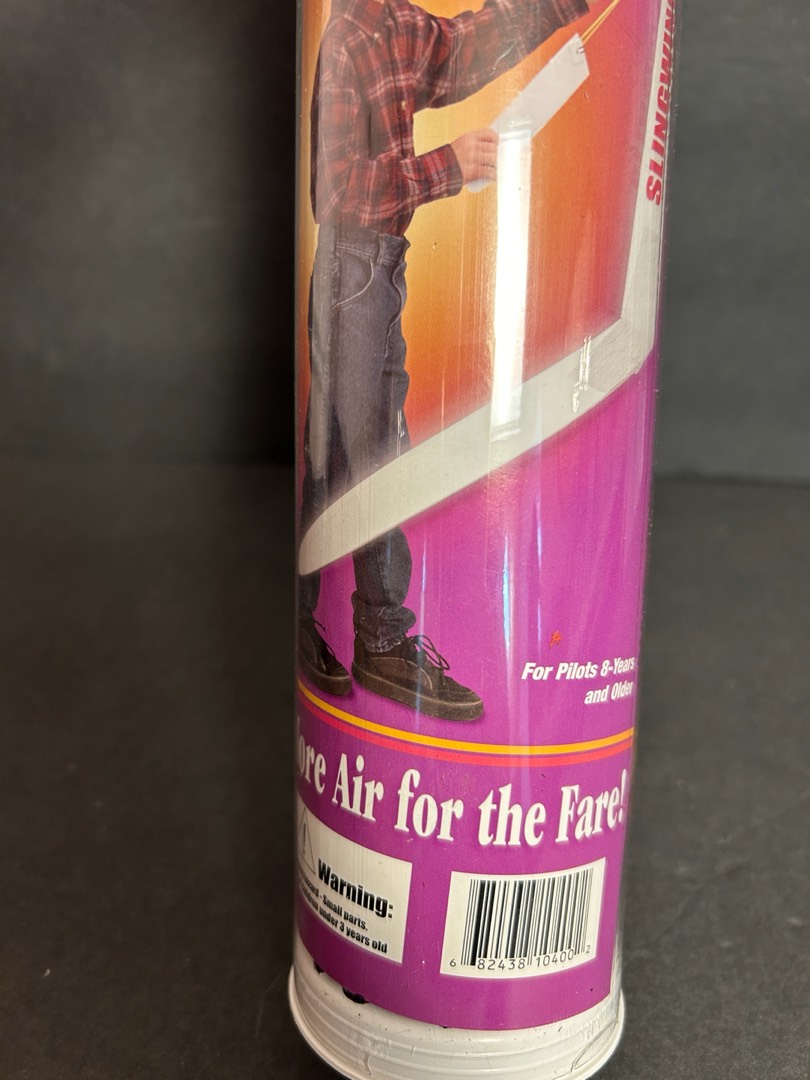 SLINGWIN
For Pilots 8-Years
and Older
ore Air for the Fare!
Warning:
Small parts.
under 3 years old
6 82438 10400 2